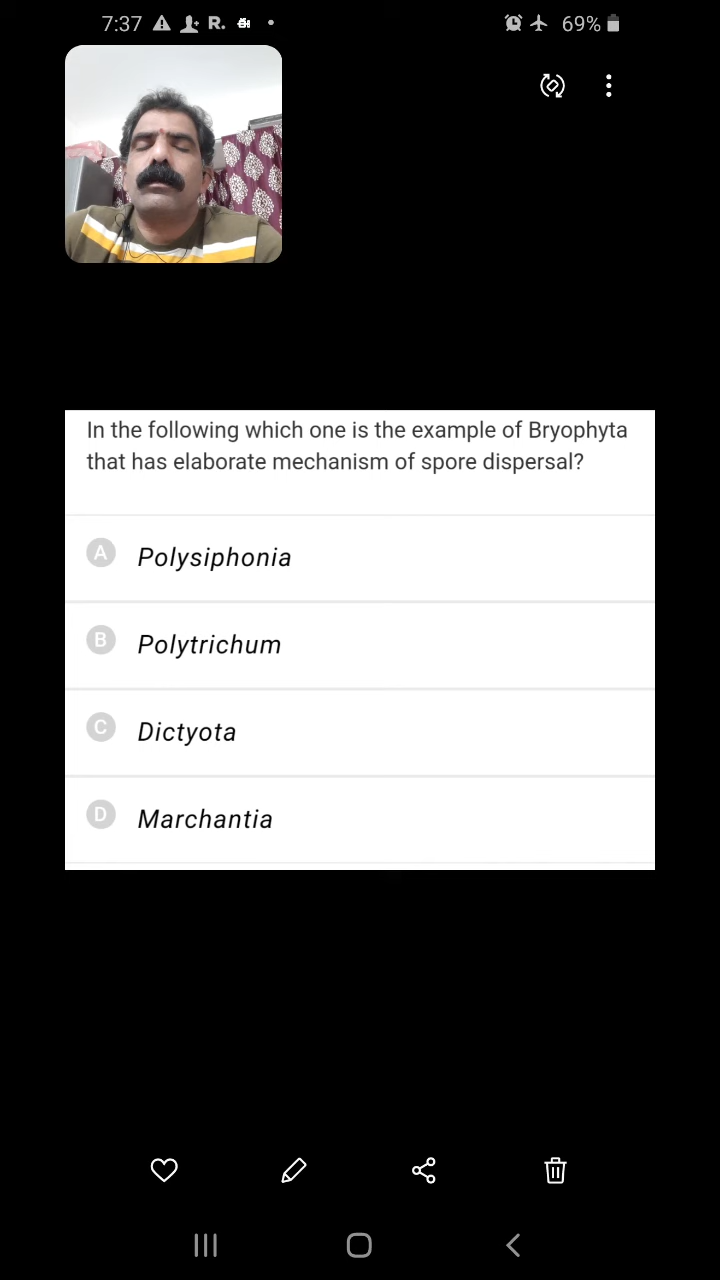 7:37 R. 69%
In the following which one is the example of Bryophyta
that has elaborate mechanism of spore dispersal?
A Polysiphonia
B Polytrichum
C Dictyota
D Marchantia